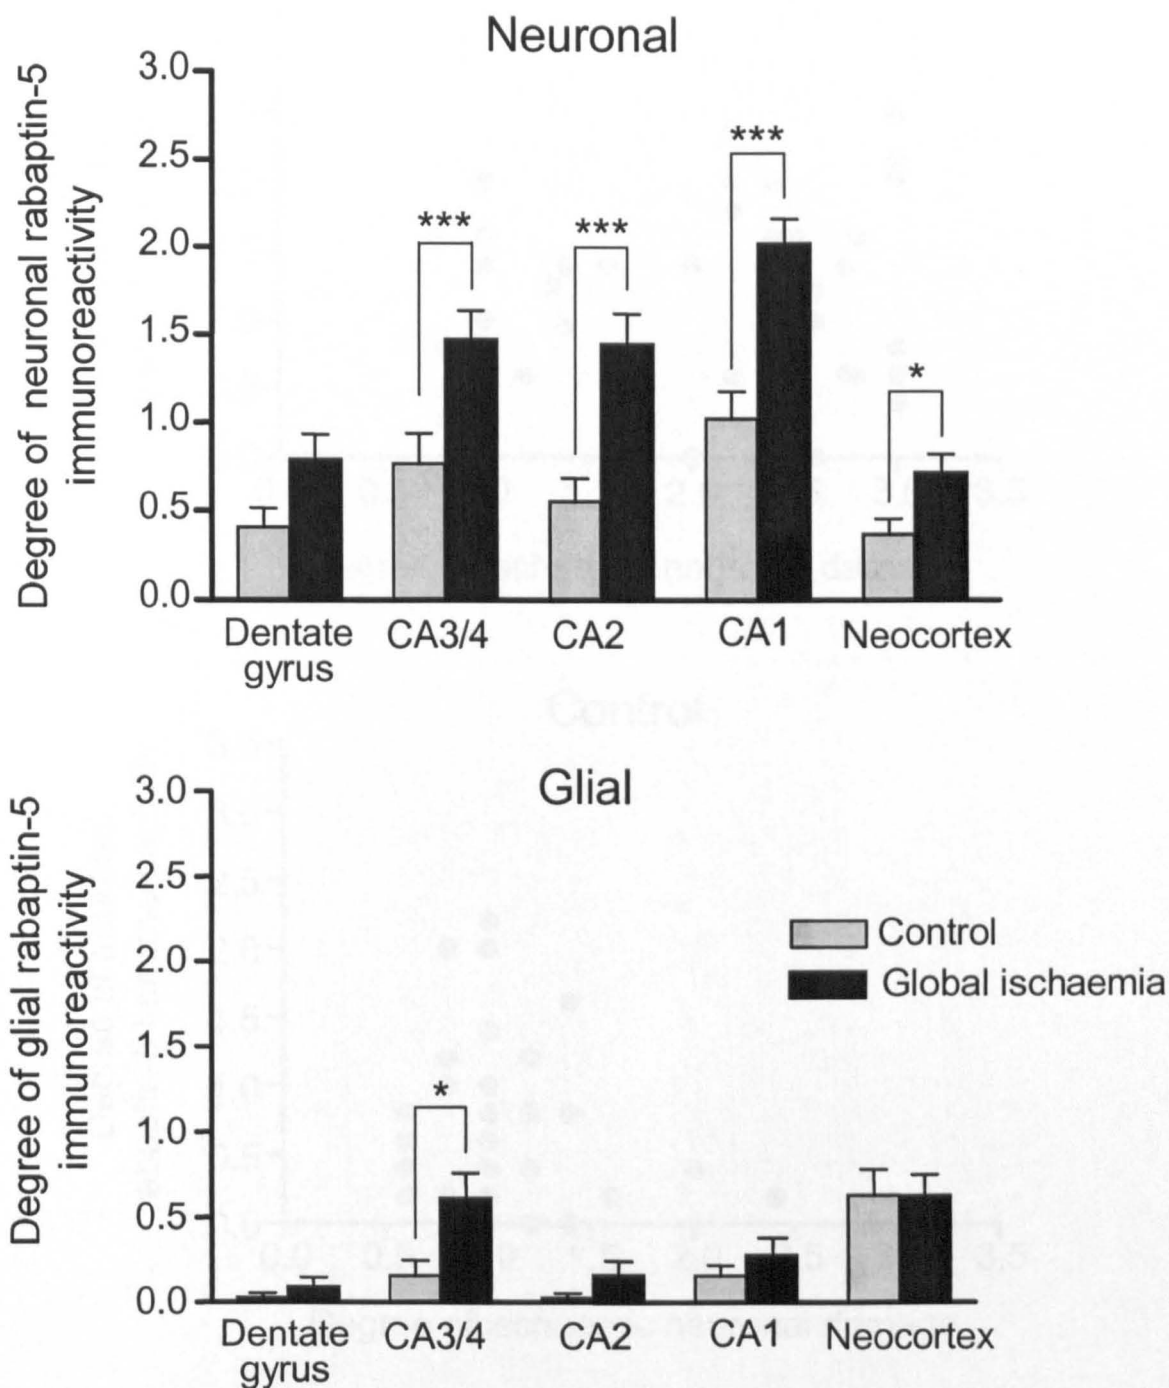 Neuronal
Degree of neuronal rabaptin-5
immunoreactivity
3.0
2.5
2.0
1.5
1.0
0.5
0.0
***
***
***
*
Dentate
gyrus
CA3/4
CA2
CA1
Neocortex
Control
Glial
Degree of glial rabaptin-5
immunoreactivity
3.0
2.5
2.0
1.5
1.0
0.5
0.0
*
Control
Global ischaemia
Dentate
gyrus
CA3/4
CA2
CA1
Neocortex